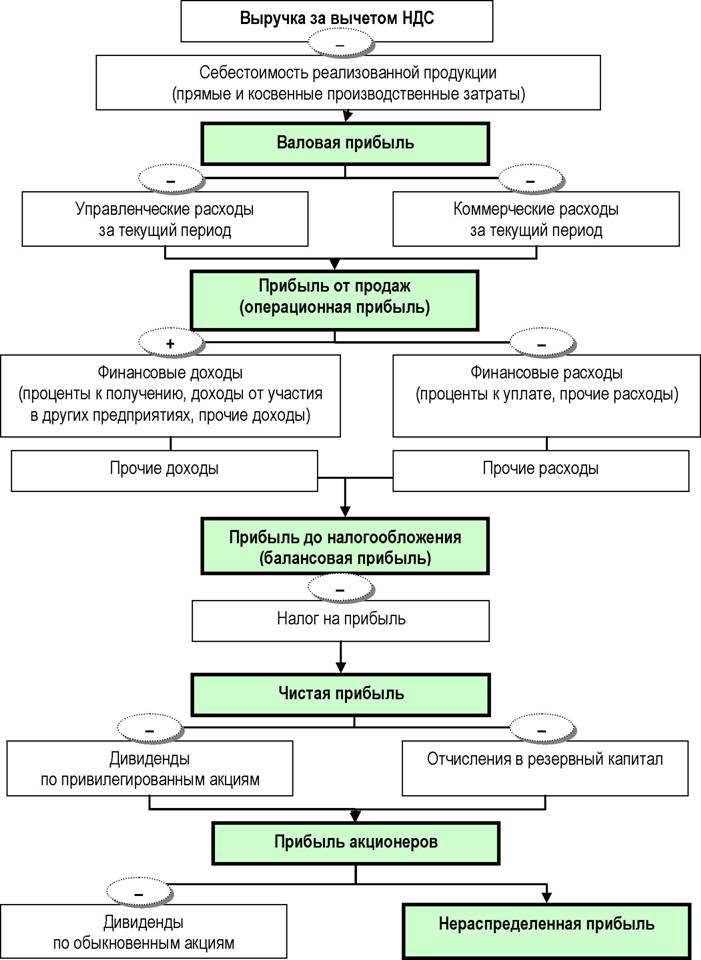 Выручка за вычетом НДС
–
Себестоимость реализованной продукции
(прямые и косвенные производственные затраты)
Валовая прибыль
–
–
Управленческие расходы
за текущий период
Коммерческие расходы
за текущий период
Прибыль от продаж
(операционная прибыль)
+
–
Финансовые доходы
(проценты к получению, доходы от участия
в других предприятиях, прочие доходы)
Финансовые расходы
(проценты к уплате, прочие расходы)
Прочие доходы
Прочие расходы
Прибыль до налогообложения
(балансовая прибыль)
–
Налог на прибыль
Чистая прибыль
–
–
Дивиденды
по привилегированным акциям
Отчисления в резервный капитал
Прибыль акционеров
–
Дивиденды
по обыкновенным акциям
Нераспределенная прибыль